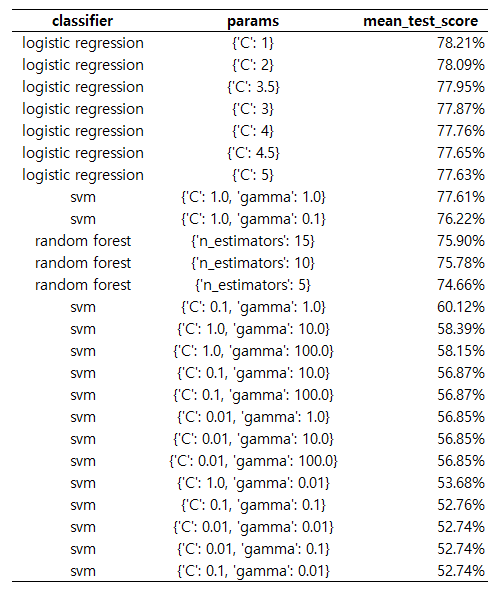 classifier params mean_test_score
logistic regression {'C': 1} 78.21%
logistic regression {'C': 2} 78.09%
logistic regression {'C': 3.5} 77.95%
logistic regression {'C': 3} 77.87%
logistic regression {'C': 4} 77.76%
logistic regression {'C': 4.5} 77.65%
logistic regression {'C': 5} 77.63%
svm {'C': 1.0, 'gamma': 1.0} 77.61%
svm {'C': 1.0, 'gamma': 0.1} 76.22%
random forest {'n_estimators': 15} 75.90%
random forest {'n_estimators': 10} 75.78%
random forest {'n_estimators': 5} 74.66%
svm {'C': 0.1, 'gamma': 1.0} 60.12%
svm {'C': 1.0, 'gamma': 10.0} 58.39%
svm {'C': 1.0, 'gamma': 100.0} 58.15%
svm {'C': 0.1, 'gamma': 10.0} 56.87%
svm {'C': 0.1, 'gamma': 100.0} 56.87%
svm {'C': 0.01, 'gamma': 1.0} 56.85%
svm {'C': 0.01, 'gamma': 10.0} 56.85%
svm {'C': 0.01, 'gamma': 100.0} 56.85%
svm {'C': 1.0, 'gamma': 0.01} 53.68%
svm {'C': 0.1, 'gamma': 0.1} 52.76%
svm {'C': 0.01, 'gamma': 0.01} 52.74%
svm {'C': 0.01, 'gamma': 0.1} 52.74%
svm {'C': 0.1, 'gamma': 0.01} 52.74%